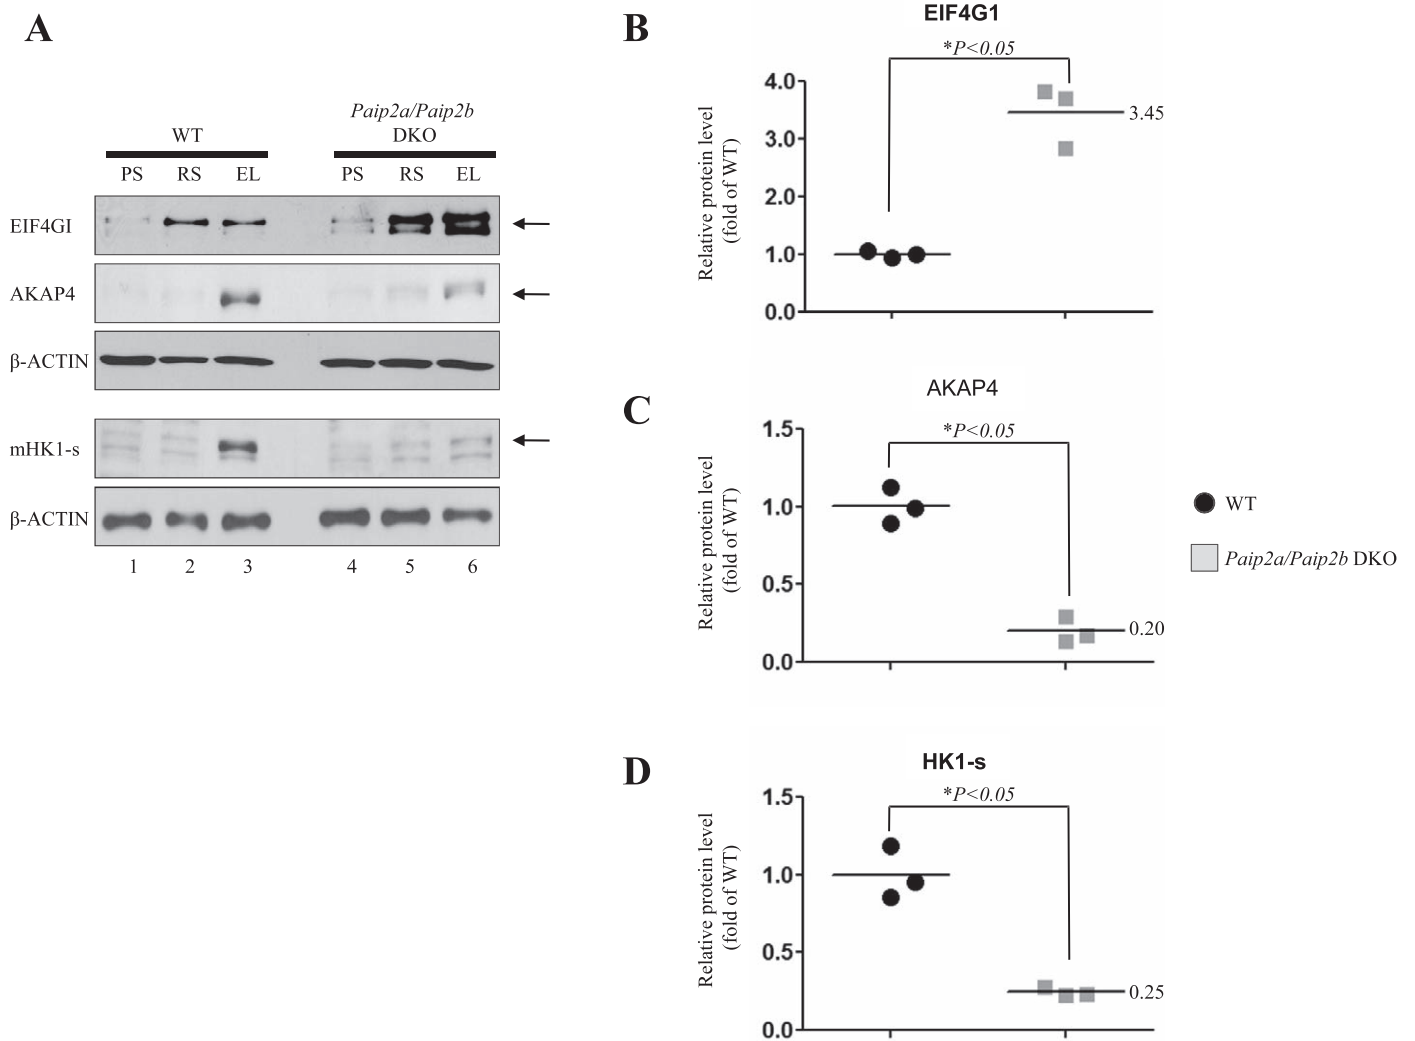 A
Paip2a/Paip2b
WT
DKO
PS RS EL PS RS EL
EIF4GI
AKAP4
β-ACTIN
mHK1-s
β-ACTIN
1 2 3 4 5 6
B
EIF4G1
*P<0.05
Relative protein level
(fold of WT)
4.0
3.0
2.0
1.0
0.0
3.45
C
AKAP4
*P<0.05
Relative protein level
(fold of WT)
1.5
1.0
0.5
0.0
0.20
WT
Paip2a/Paip2b DKO
D
HK1-s
*P<0.05
Relative protein level
(fold of WT)
1.5
1.0
0.5
0.0
0.25